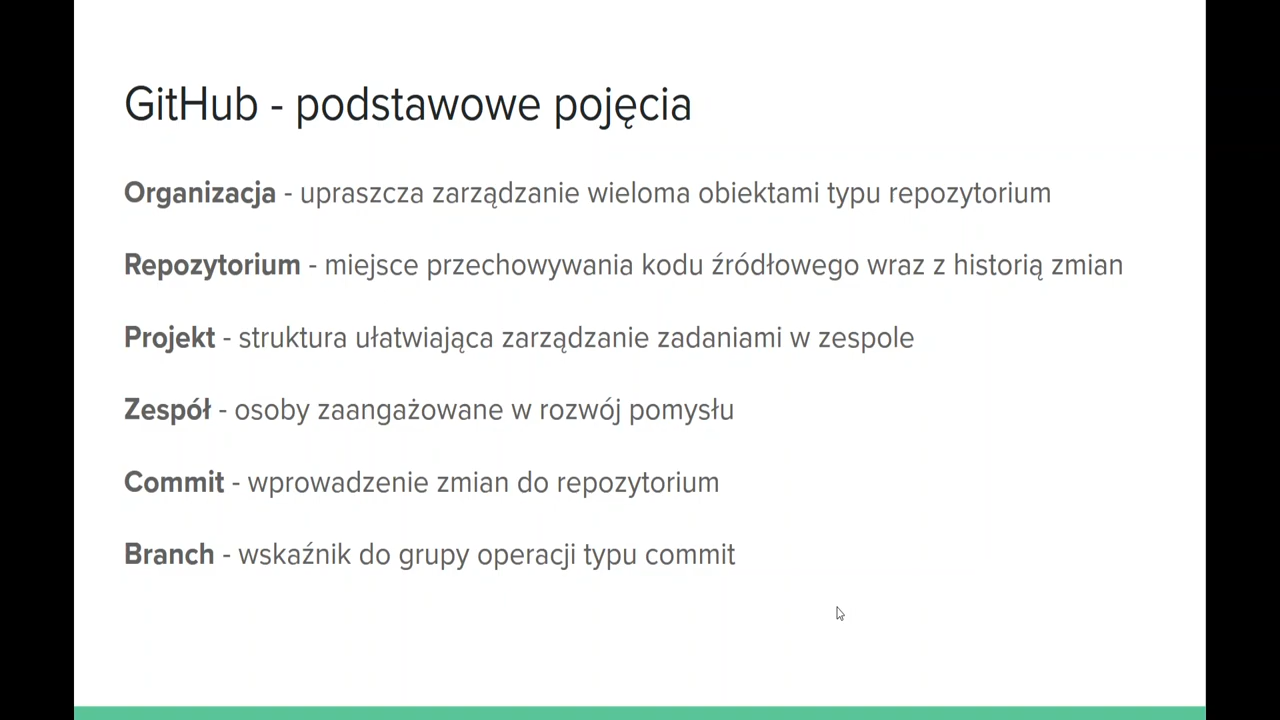 GitHub - podstawowe pojęcia
Organizacja - upraszcza zarządzanie wieloma obiektami typu repozytorium
Repozytorium - miejsce przechowywania kodu źródłowego wraz z historią zmian
Projekt - struktura ułatwiająca zarządzanie zadaniami w zespole
Zespół - osoby zaangażowane w rozwój pomysłu
Commit - wprowadzenie zmian do repozytorium
Branch - wskaźnik do grupy operacji typu commit